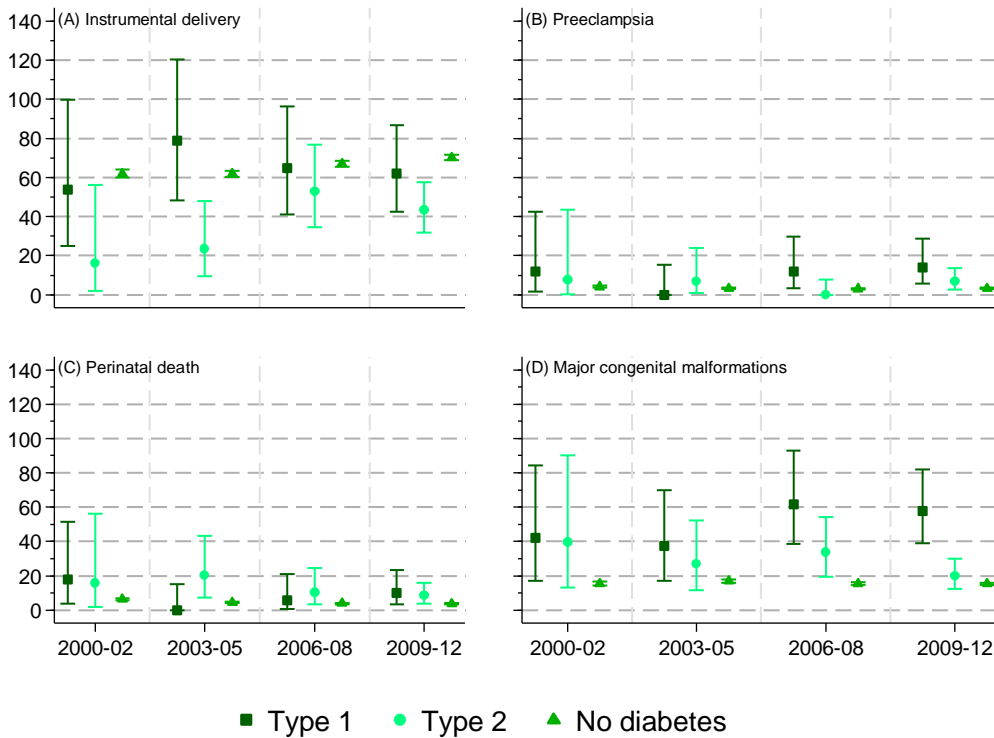 (A) Instrumental delivery
140
120
100
80
60
40
20
0
(B) Preeclampsia
(C) Perinatal death
140
120
100
80
60
40
20
0
2000-02 2003-05 2006-08 2009-12
(D) Major congenital malformations
2000-02 2003-05 2006-08 2009-12
Type 1 Type 2 No diabetes